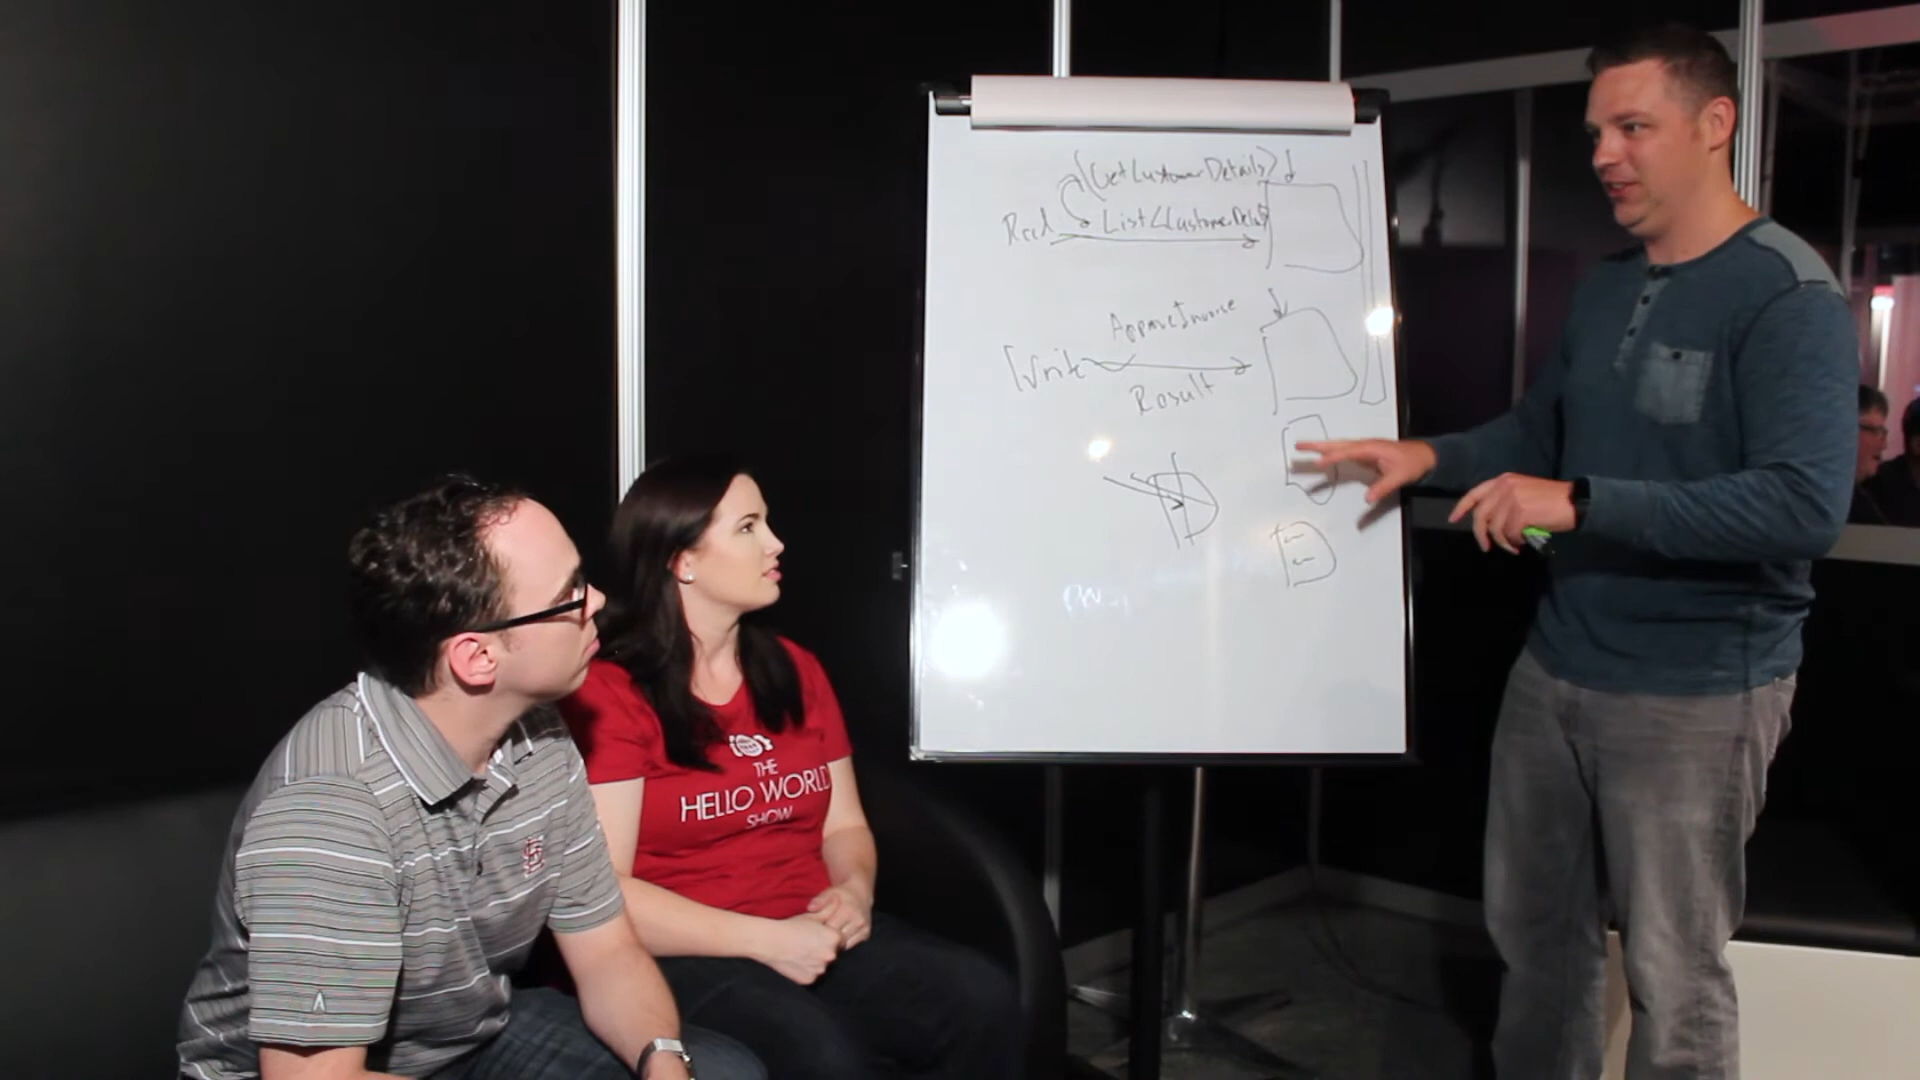 (GetCustomerDetails)
Read List<CustomerDetails
ApproveInvoice
Write
Result
THE
HELLO WORLD
SHOW